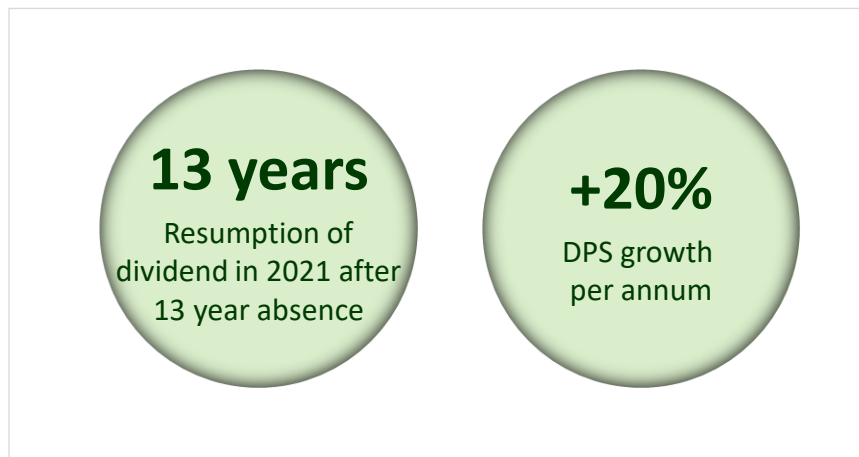 13 years
Resumption of
dividend in 2021 after
13 year absence
+20%
DPS growth
per annum